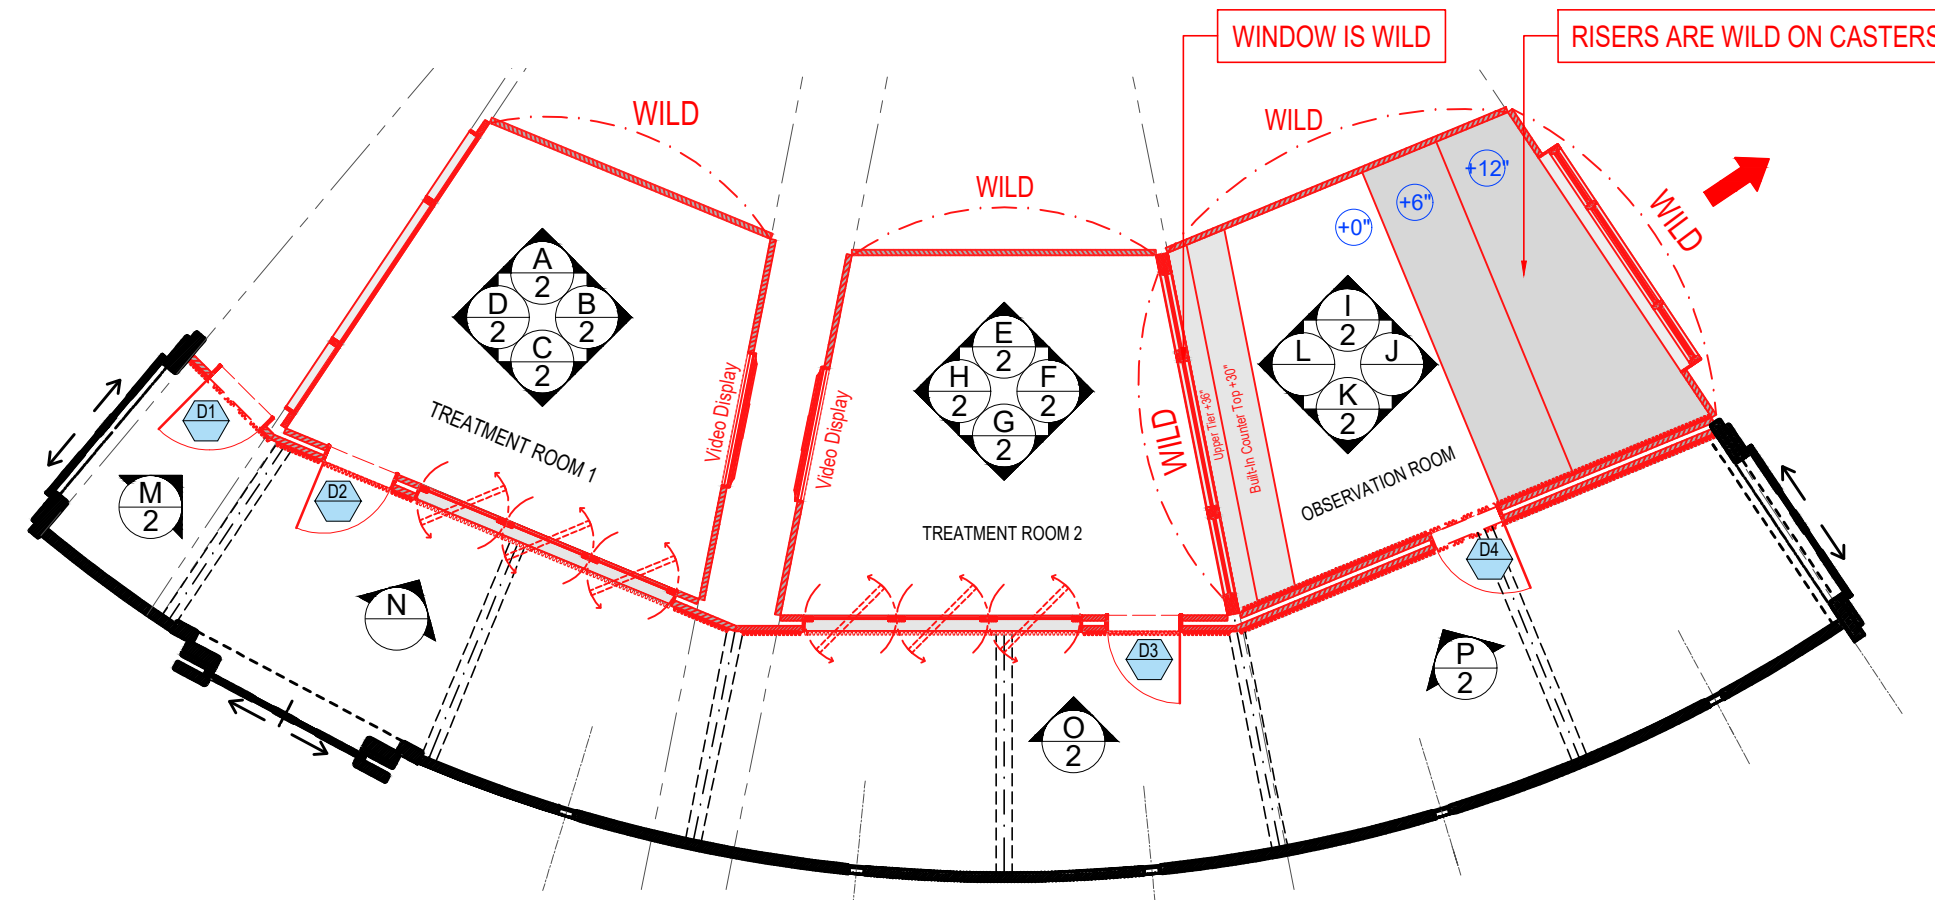 WINDOW IS WILD
RISERS ARE WILD ON CASTERS
WILD
WILD
WILD
WILD
WILD
+12"
+6"
+0"
A
2
D
2
B
2
C
2
TREATMENT ROOM 1
Video Display
E
2
H
2
F
2
G
2
TREATMENT ROOM 2
Video Display
I
2
L
J
K
2
OBSERVATION ROOM
Upper Tier +36"
Built-In Counter Top +30"
D1
D2
D3
D4
M
2
N
O
2
P
2